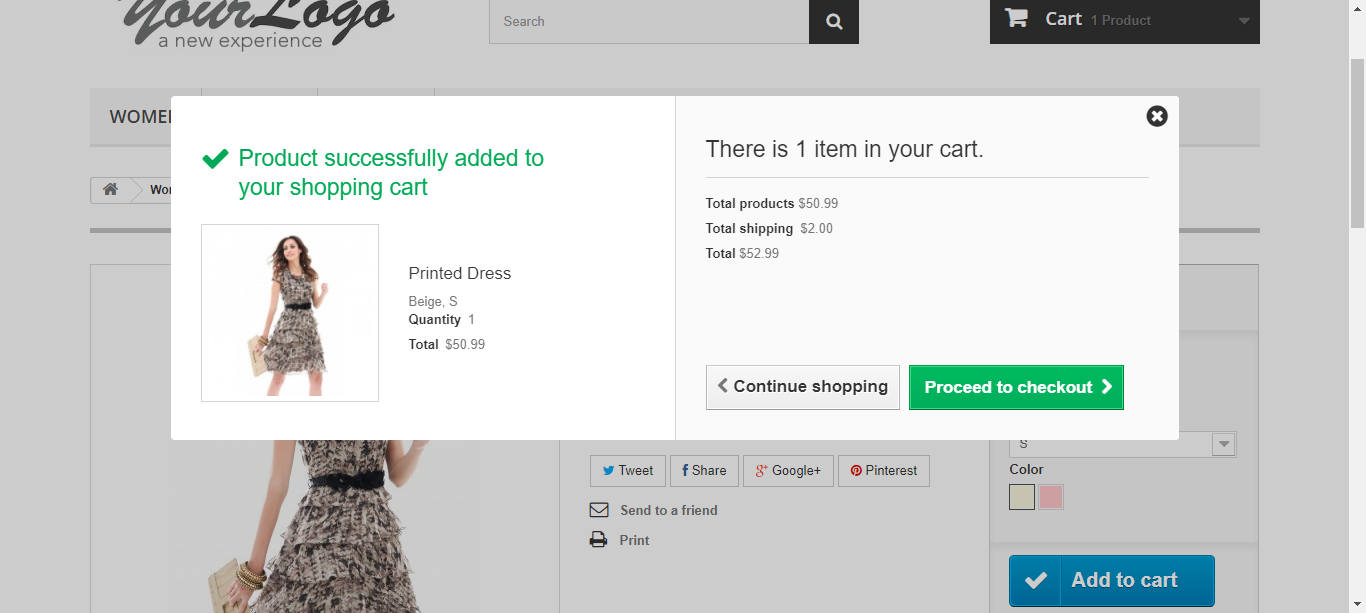 YourLogo
a new experience
Search
Cart 1 Product
WOME
Product successfully added to
your shopping cart
Printed Dress
Beige, S
Quantity 1
Total $50.99
There is 1 item in your cart.
Total products $50.99
Total shipping $2.00
Total $52.99
Continue shopping
Proceed to checkout
Wo
S
Color
Tweet
Share
Google+
Pinterest
Send to a friend
Print
Add to cart